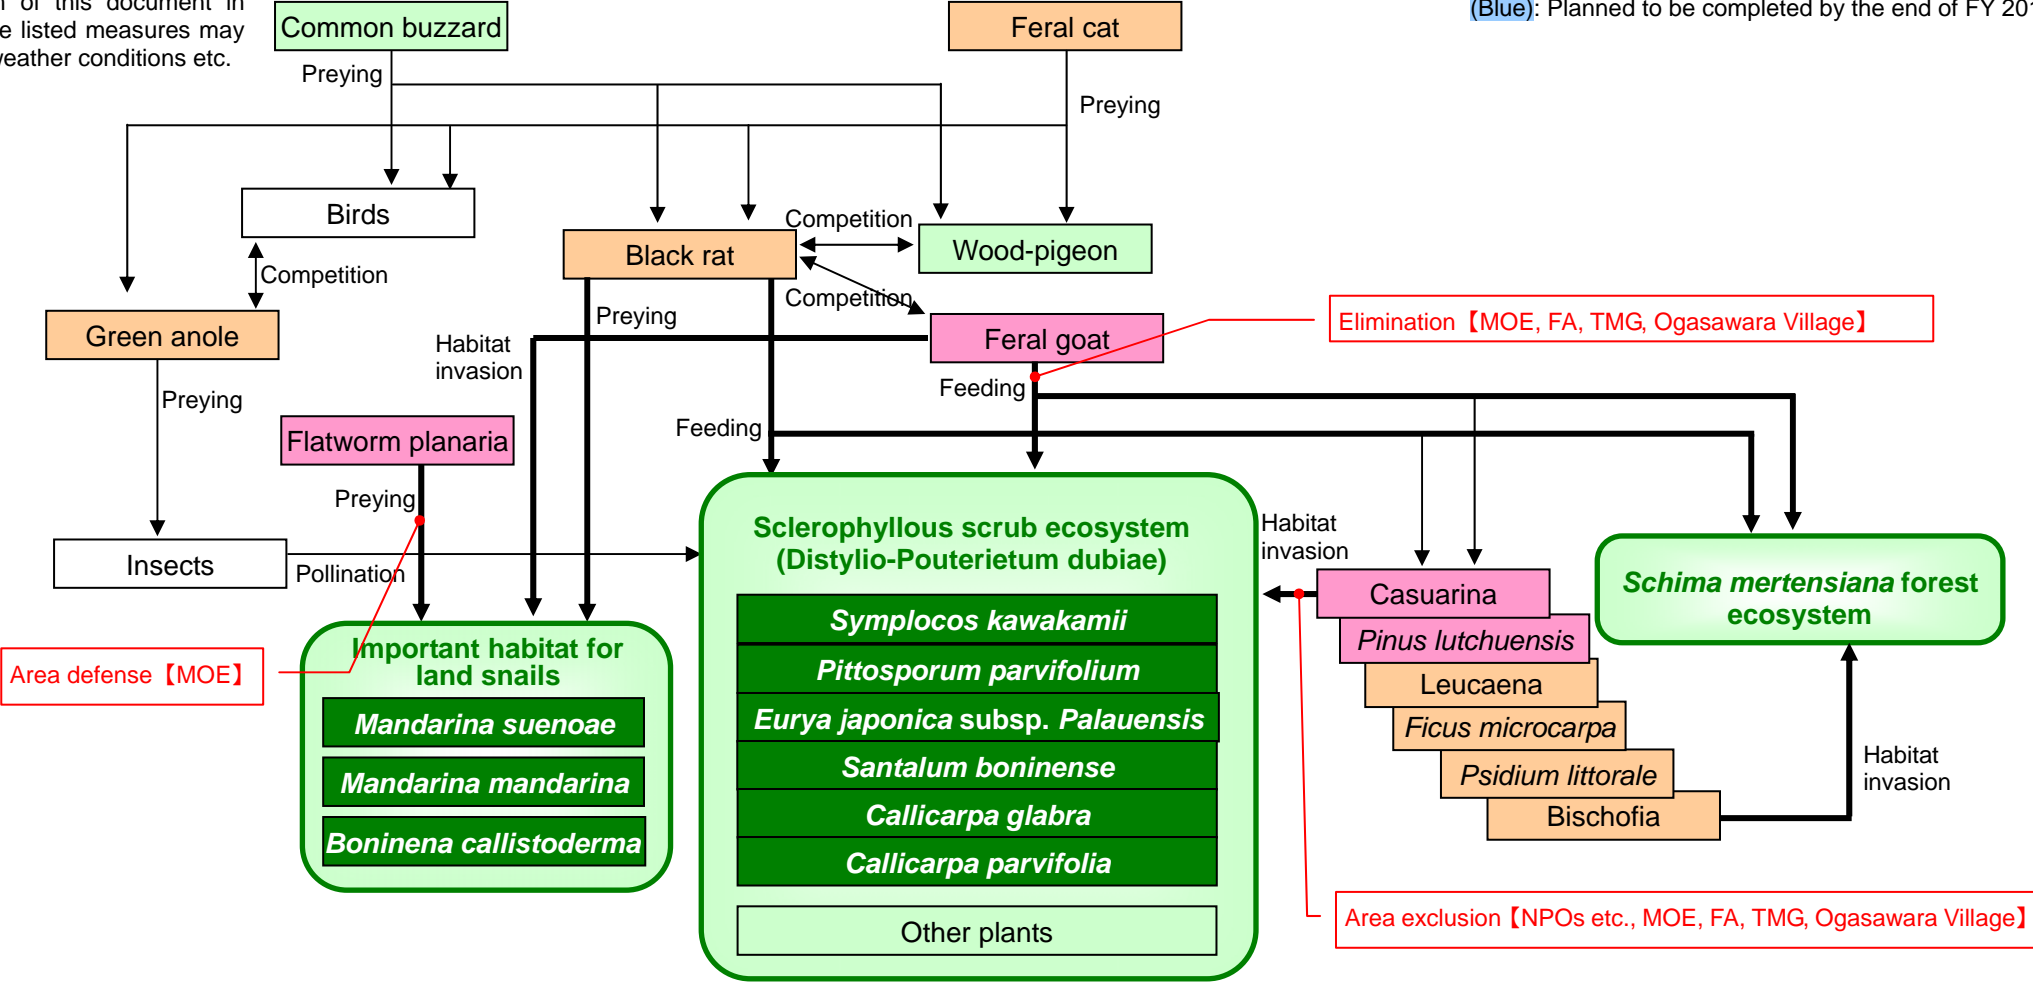 of this document in
listed measures may
weather conditions etc.
(Blue): Planned to be completed by the end of FY
Common buzzard
Feral cat
Preying
Preying
Birds
Competition
Black rat
Wood-pigeon
Competition
Competition
Green anole
Preying
Feral goat
Elimination【MOE, FA, TMG, Ogasawara Village】
Habitat
invasion
Feeding
Preying
Flatworm planaria
Feeding
Preying
Insects
Pollination
Sclerophyllous scrub ecosystem
(Distylio-Pouterietum dubiae)
Habitat
invasion
Casuarina
Pinus lutchuensis
Leucaena
Ficus microcarpa
Psidium littorale
Bischofia
Schima mertensiana forest
ecosystem
Habitat
invasion
Symplocos kawakamii
Pittosporum parvifolium
Eurya japonica subsp. Palauensis
Santalum boninense
Callicarpa glabra
Callicarpa parvifolia
Other plants
Area defense【MOE】
Important habitat for
land snails
Mandarina suenoae
Mandarina mandarina
Boninena callistoderma
Area exclusion【NPOs etc., MOE, FA, TMG, Ogasawara Village】